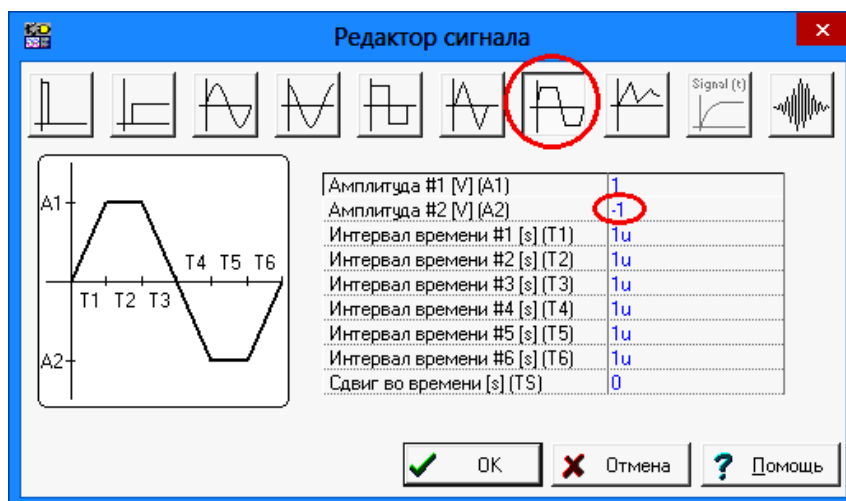 Редактор сигнала
Signal (t)
A1
T4 T5 T6
T1 T2 T3
A2
Амплитуда #1 [V] (A1) 1
Амплитуда #2 [V] (A2) -1
Интервал времени #1 [s] (T1) 1u
Интервал времени #2 [s] (T2) 1u
Интервал времени #3 [s] (T3) 1u
Интервал времени #4 [s] (T4) 1u
Интервал времени #5 [s] (T5) 1u
Интервал времени #6 [s] (T6) 1u
Сдвиг во времени [s] (TS) 0
OK
Отмена
Помощь